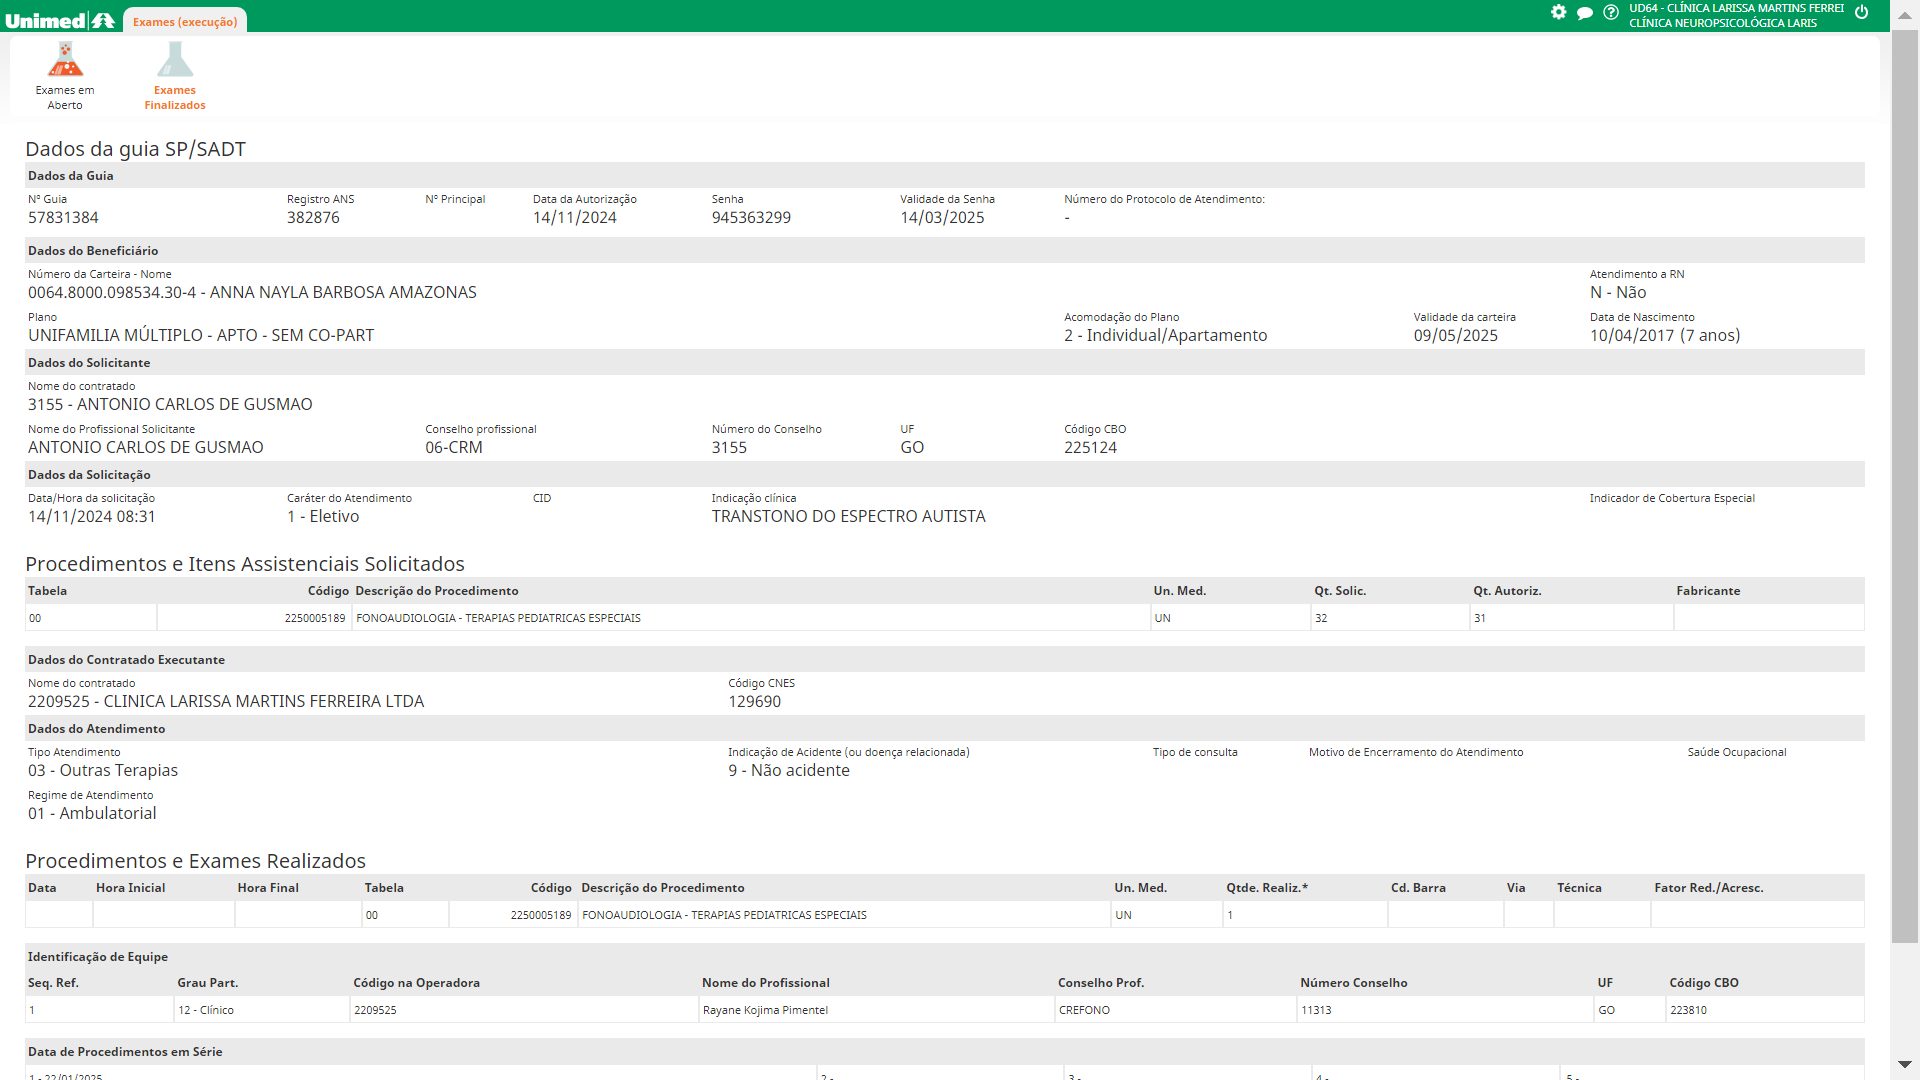 Unimed
Exames (execução)
UD64 - CLÍNICA LARISSA MARTINS FERREI
CLÍNICA NEUROPSICOLÓGICA LARIS
Exames em
Aberto
Exames
Finalizados
Dados da guia SP/SADT
Dados da Guia
Nº Guia Registro ANS Nº Principal Data da Autorização Senha Validade da Senha Número do Protocolo de Atendimento:
57831384 382876 14/11/2024 945363299 14/03/2025 -
Dados do Beneficiário
Número da Carteira - Nome Atendimento a RN
0064.8000.098534.30-4 - ANNA NAYLA BARBOSA AMAZONAS N - Não
Plano Acomodação do Plano Validade da carteira Data de Nascimento
UNIFAMILIA MÚLTIPLO - APTO - SEM CO-PART 2 - Individual/Apartamento 09/05/2025 10/04/2017 (7 anos)
Dados do Solicitante
Nome do contratado
3155 - ANTONIO CARLOS DE GUSMAO
Nome do Profissional Solicitante Conselho profissional Número do Conselho UF Código CBO
ANTONIO CARLOS DE GUSMAO 06-CRM 3155 GO 225124
Dados da Solicitação
Data/Hora da solicitação Caráter do Atendimento CID Indicação clínica Indicador de Cobertura Especial
14/11/2024 08:31 1 - Eletivo TRANSTONO DO ESPECTRO AUTISTA
Procedimentos e Itens Assistenciais Solicitados
Tabela Código Descrição do Procedimento Un. Med. Qt. Solic. Qt. Autoriz. Fabricante
00 2250005189 FONOAUDIOLOGIA - TERAPIAS PEDIATRICAS ESPECIAIS UN 32 31
Dados do Contratado Executante
Nome do contratado Código CNES
2209525 - CLINICA LARISSA MARTINS FERREIRA LTDA 129690
Dados do Atendimento
Tipo Atendimento Indicação de Acidente (ou doença relacionada) Tipo de consulta Motivo de Encerramento do Atendimento Saúde Ocupacional
03 - Outras Terapias 9 - Não acidente
Regime de Atendimento
01 - Ambulatorial
Procedimentos e Exames Realizados
Data Hora Inicial Hora Final Tabela Código Descrição do Procedimento Un. Med. Qtde. Realiz.* Cd. Barra Via Técnica Fator Red./Acresc.
00 2250005189 FONOAUDIOLOGIA - TERAPIAS PEDIATRICAS ESPECIAIS UN 1
Identificação de Equipe
Seq. Ref. Grau Part. Código na Operadora Nome do Profissional Conselho Prof. Número Conselho UF Código CBO
1 12 - Clínico 2209525 Rayane Kojima Pimentel CREFONO 11313 GO 223810
Data de Procedimentos em Série
1 - 22/01/2025 2 - 3 - 4 - 5 -